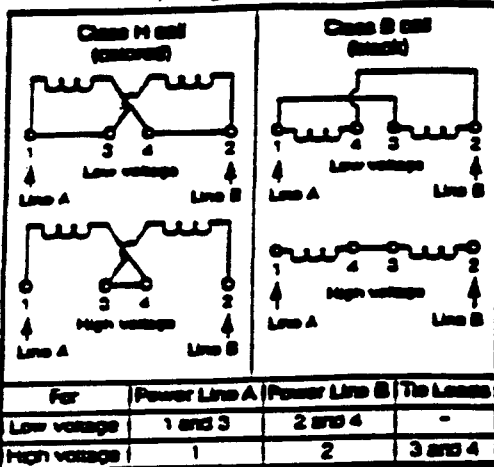 Class H coil
(colored)
1 3 4 2
Low voltage
Line A Line B
1 3 4 2
High voltage
Line A Line B
Class B coil
(black)
1 4 3 2
Low voltage
Line A Line B
1 4 3 2
High voltage
Line A Line B
For Power Line A Power Line B Tie Leads
Low voltage 1 and 3 2 and 4 -
High voltage 1 2 3 and 4